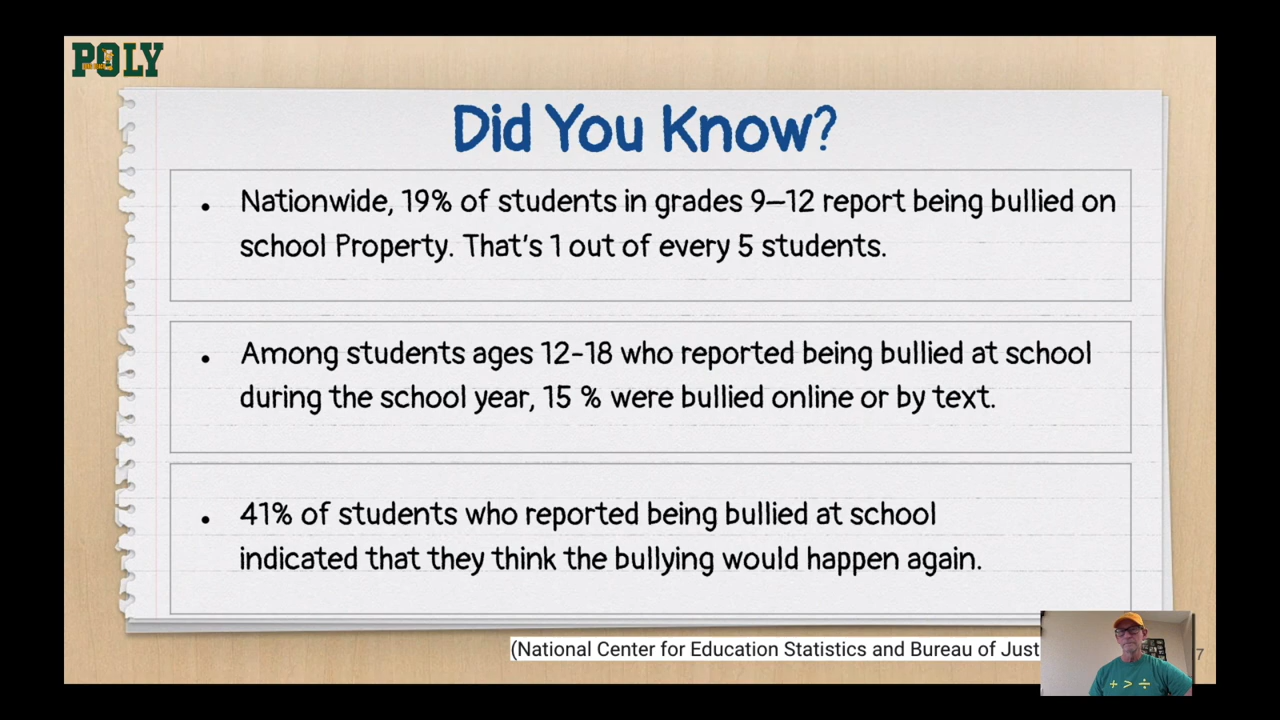 POLY
Did You Know?
• Nationwide, 19% of students in grades 9–12 report being bullied on
school Property. That's 1 out of every 5 students.
• Among students ages 12-18 who reported being bullied at school
during the school year, 15 % were bullied online or by text.
• 41% of students who reported being bullied at school
indicated that they think the bullying would happen again.
(National Center for Education Statistics and Bureau of Just
7
+ > ÷